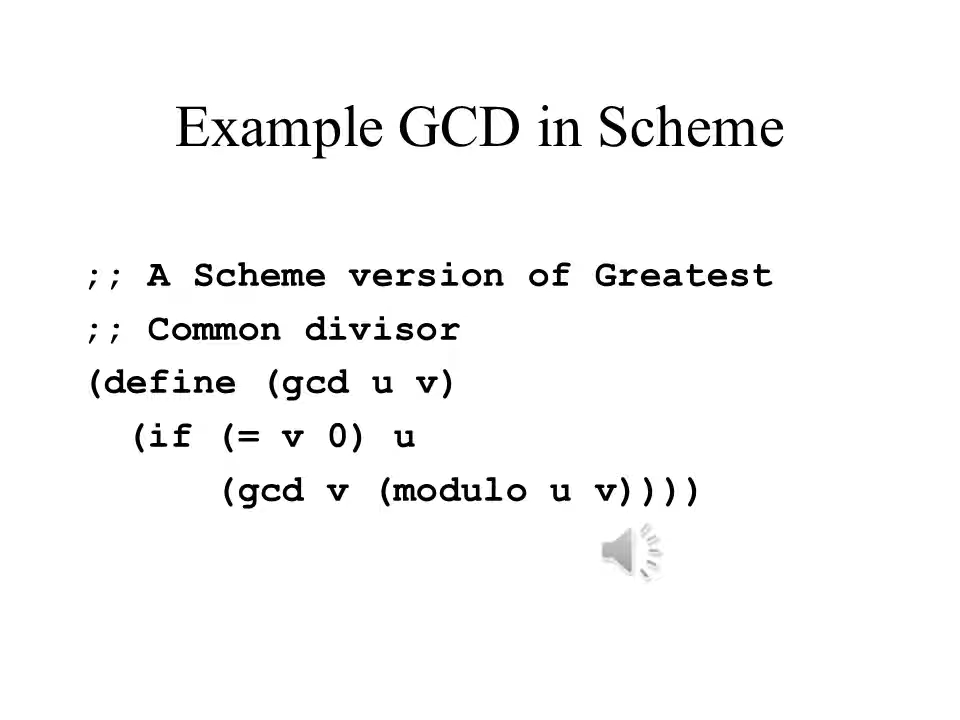 Example GCD in Scheme
;; A Scheme version of Greatest
;; Common divisor
(define (gcd u v)
  (if (= v 0) u
      (gcd v (modulo u v))))